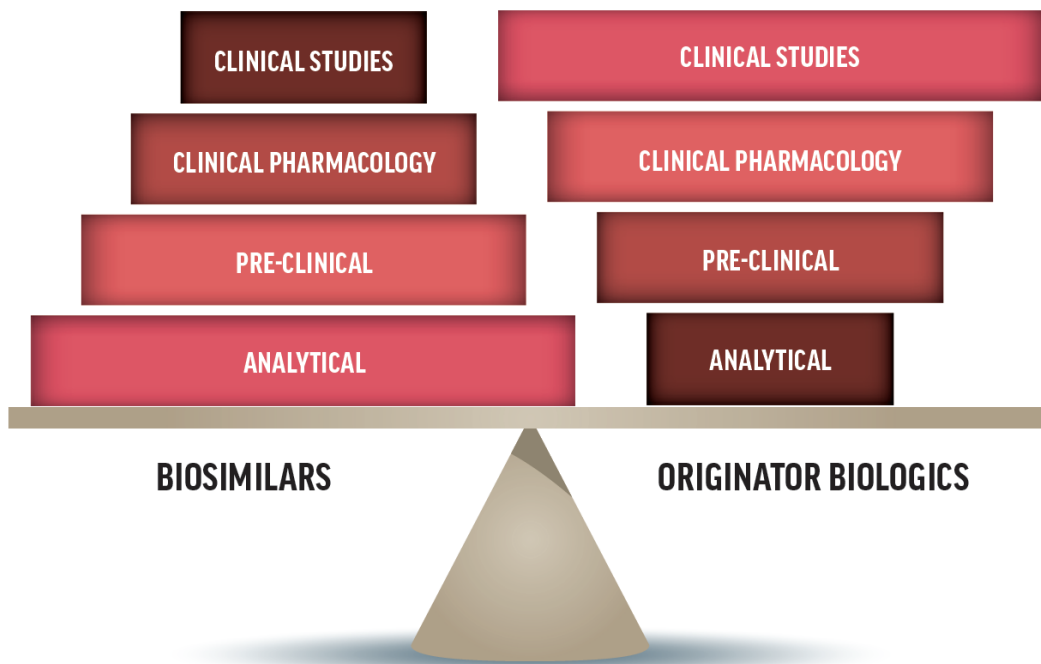 CLINICAL STUDIES
CLINICAL PHARMACOLOGY
PRE-CLINICAL
ANALYTICAL
BIOSIMILARS
CLINICAL STUDIES
CLINICAL PHARMACOLOGY
PRE-CLINICAL
ANALYTICAL
ORIGINATOR BIOLOGICS